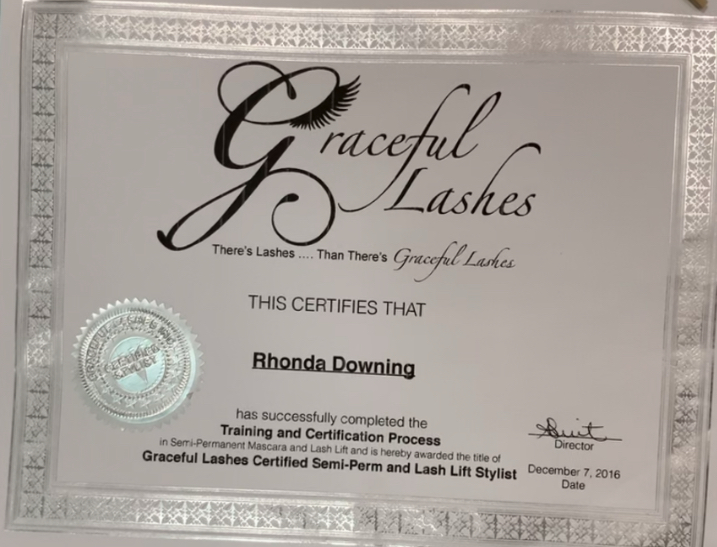 Graceful
Lashes
There's Lashes .... Than There's Graceful Lashes
THIS CERTIFIES THAT
Rhonda Downing
has successfully completed the
Training and Certification Process
in Semi-Permanent Mascara and Lash Lift and is hereby awarded the title of
Graceful Lashes Certified Semi-Perm and Lash Lift Stylist
Director
December 7, 2016
Date
CERTIFIED
STYLIST